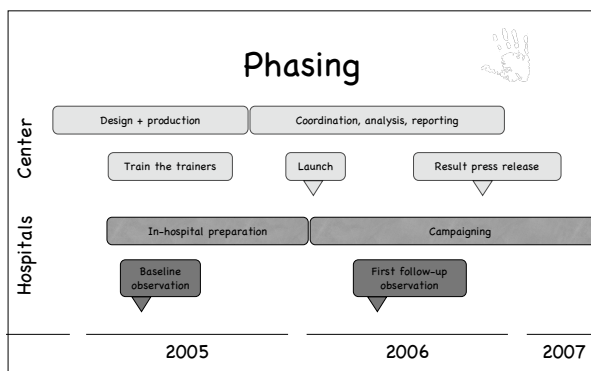 Phasing
Center
Design + production
Coordination, analysis, reporting
Train the trainers
Launch
Result press release
Hospitals
In-hospital preparation
Campaigning
Baseline
observation
First follow-up
observation
2005
2006
2007